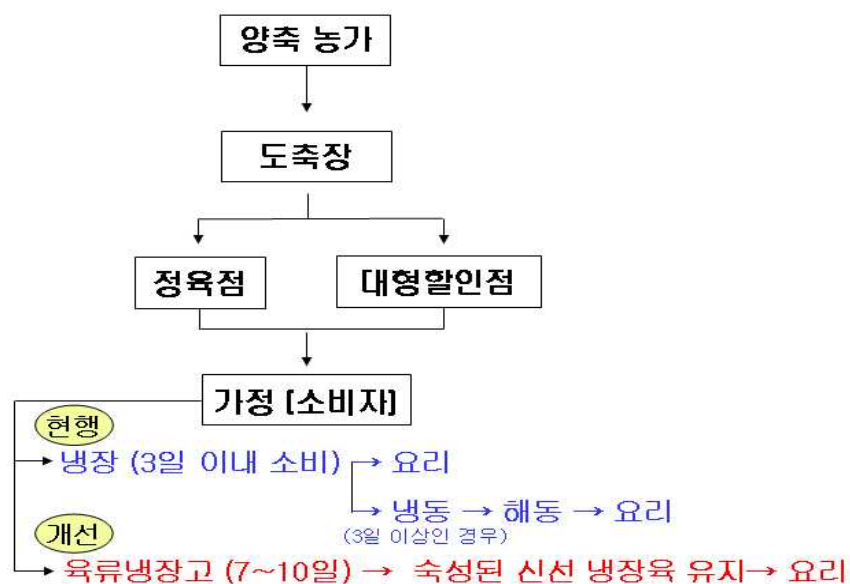 양축 농가
도축장
정육점 대형할인점
가정 [소비자]
현행
냉장 (3일 이내 소비) → 요리
냉동 → 해동 → 요리
(3일 이상인 경우)
개선
육류냉장고 (7~10일) → 숙성된 신선 냉장육 유지→ 요리